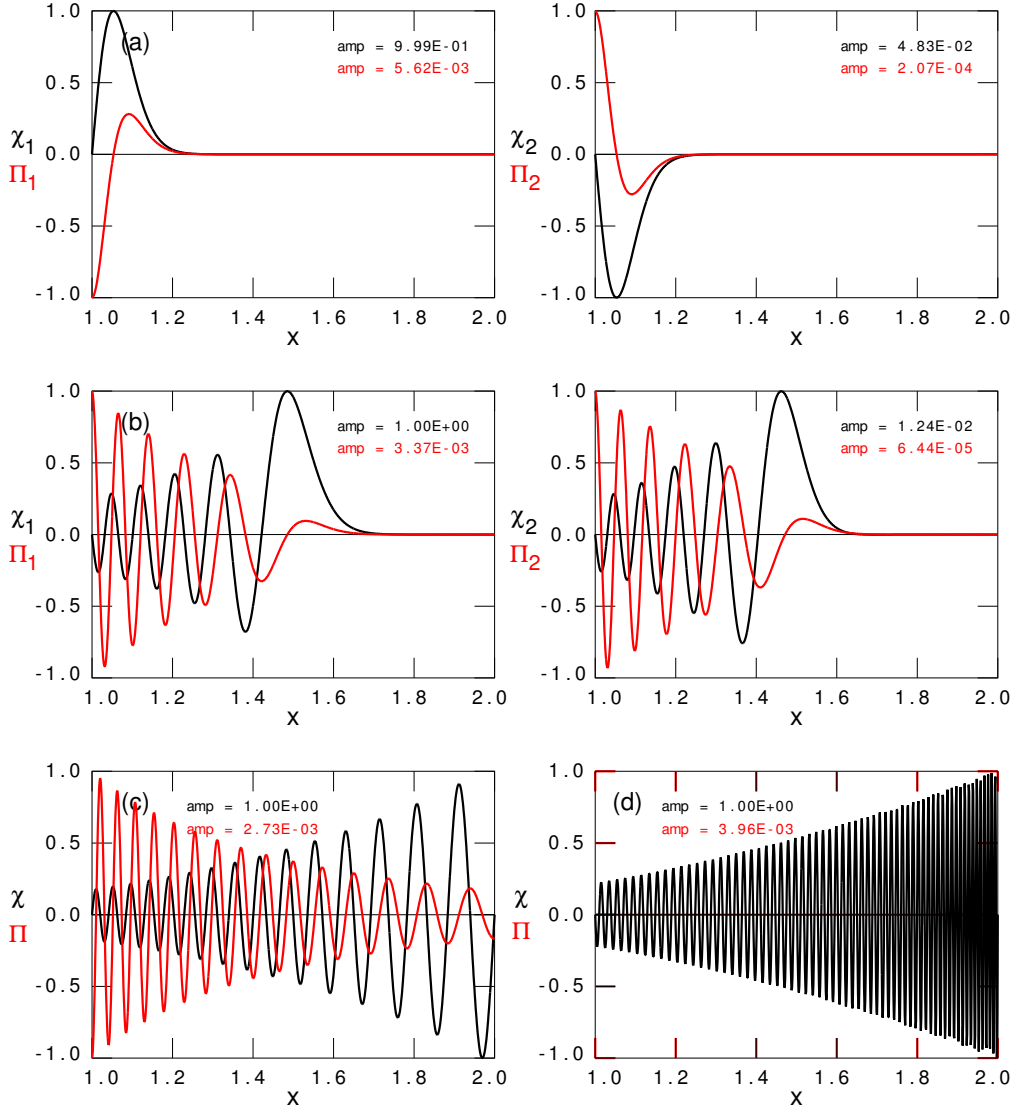 1.0
(a)
amp = 9.99E-01
amp = 5.62E-03
0.5
χ1
0.0
Π1
-0.5
-1.0
1.0 1.2 1.4 1.6 1.8 2.0
x
1.0
amp = 4.83E-02
amp = 2.07E-04
0.5
χ2
0.0
Π2
-0.5
-1.0
1.0 1.2 1.4 1.6 1.8 2.0
x
1.0
(b)
amp = 1.00E+00
amp = 3.37E-03
0.5
χ1
0.0
Π1
-0.5
-1.0
1.0 1.2 1.4 1.6 1.8 2.0
x
1.0
amp = 1.24E-02
amp = 6.44E-05
0.5
χ2
0.0
Π2
-0.5
-1.0
1.0 1.2 1.4 1.6 1.8 2.0
x
1.0
(c)
amp = 1.00E+00
amp = 2.73E-03
0.5
χ
0.0
Π
-0.5
-1.0
1.0 1.2 1.4 1.6 1.8 2.0
x
1.0
(d)
amp = 1.00E+00
amp = 3.96E-03
0.5
χ
0.0
Π
-0.5
-1.0
1.0 1.2 1.4 1.6 1.8 2.0
x